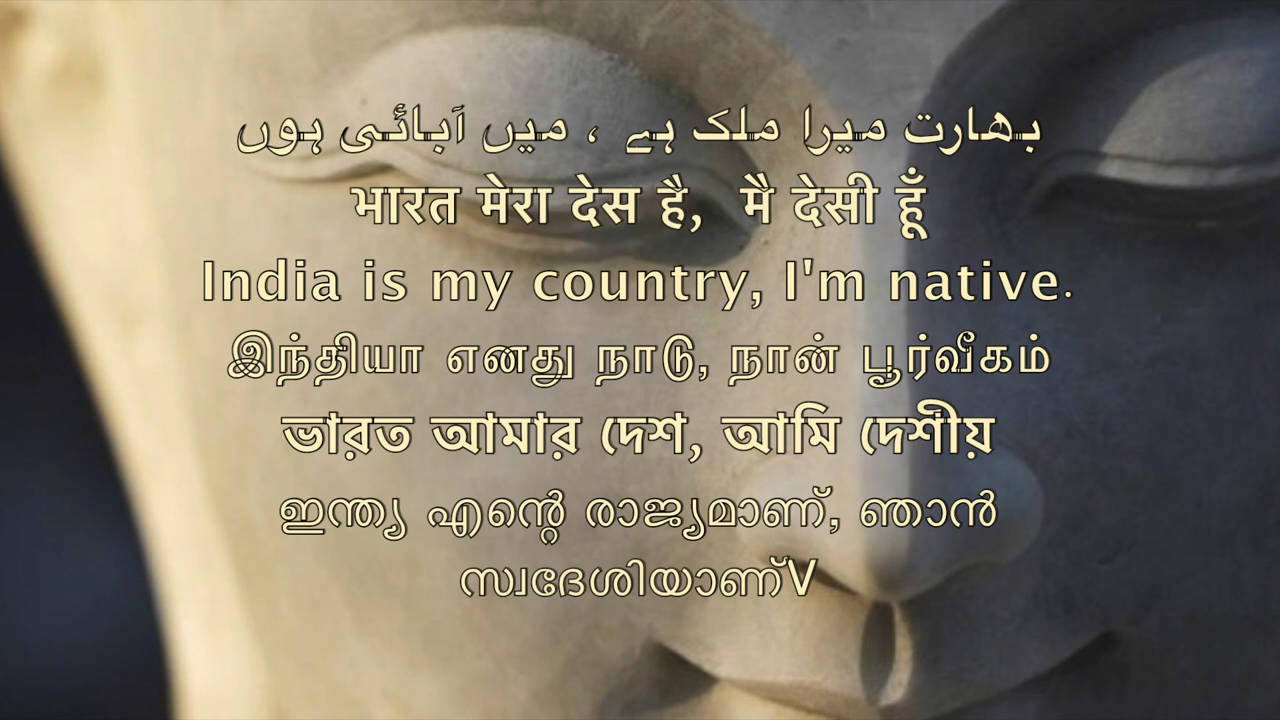 بھارت میرا ملک ہے ، میں آبائی ہوں
भारत मेरा देस है, मै देसी हूँ
India is my country, I'm native.
இந்தியா எனது நாடு, நான் பூர்வீகம்
ভারত আমার দেশ, আমি দেশীয়
ഇന്ത്യ എന്റെ രാജ്യമാണ്, ഞാൻ
സ്വദേശിയാണ്V